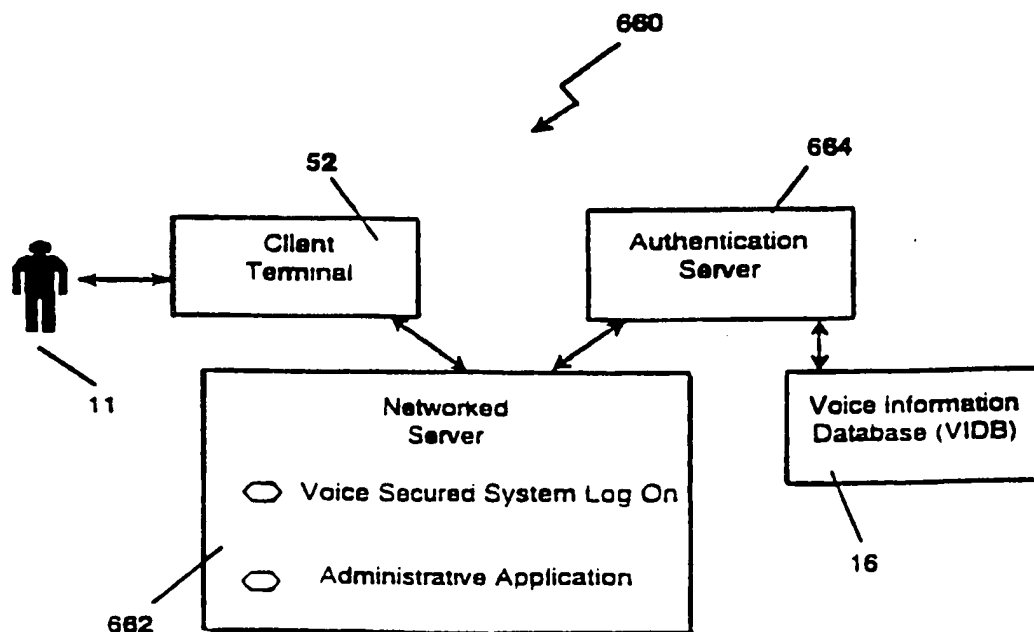 660
52
664
Client
Terminal
Authentication
Server
11
Networked
Server
Voice Secured System Log On
Administrative Application
Voice Information
Database (VIDB)
16
662